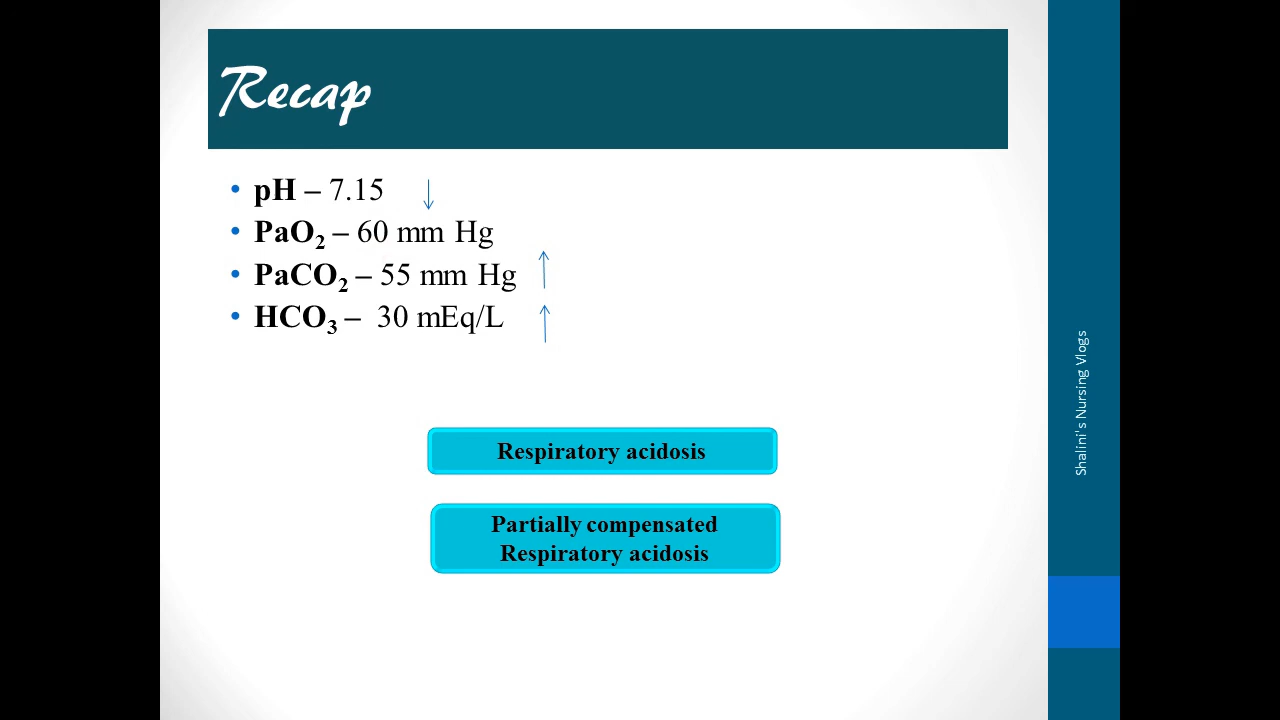 Recap
• pH – 7.15 ↓
• PaO₂ – 60 mm Hg
• PaCO₂ – 55 mm Hg ↑
• HCO₃ – 30 mEq/L ↑
Respiratory acidosis
Partially compensated
Respiratory acidosis
Shalini's Nursing Vlogs